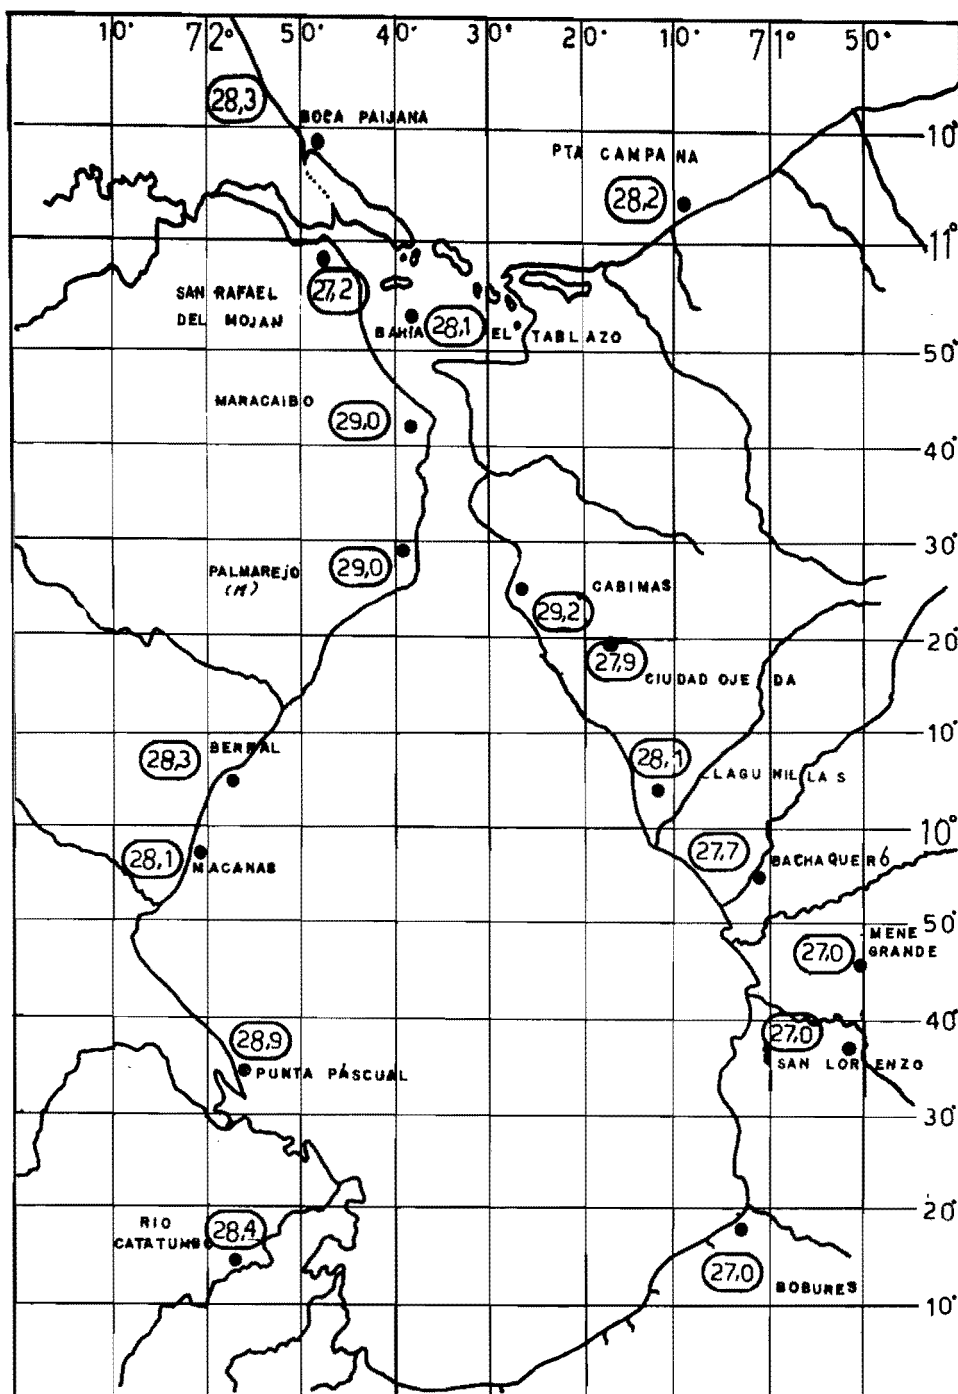 10' 72° 50' 40' 30' 20' 10' 71° 50'
28,3
BOCA PAIJANA
10°
PTA CAMPANA
28,2
11°
SAN RAFAEL
DEL MOJAN
27,2
BAHIA 28,1 EL TABLAZO
50°
MARACAIBO
29,0
40°
30°
PALMAREJO
(M)
29,0
CABIMAS
29,2
20°
27,9
CIUDAD OJEDA
10°
BERNAL
28,3
28,1
LAGUNILLAS
10°
28,1
MACANAS
27,7
BACHAQUERÓ
50°
MENE
GRANDE
27,0
40°
28,9
PUNTA PÁSCUAL
27,0
SAN LORENZO
30°
20°
RIO
CATATUMBO
28,4
27,0
BOBURES
10°